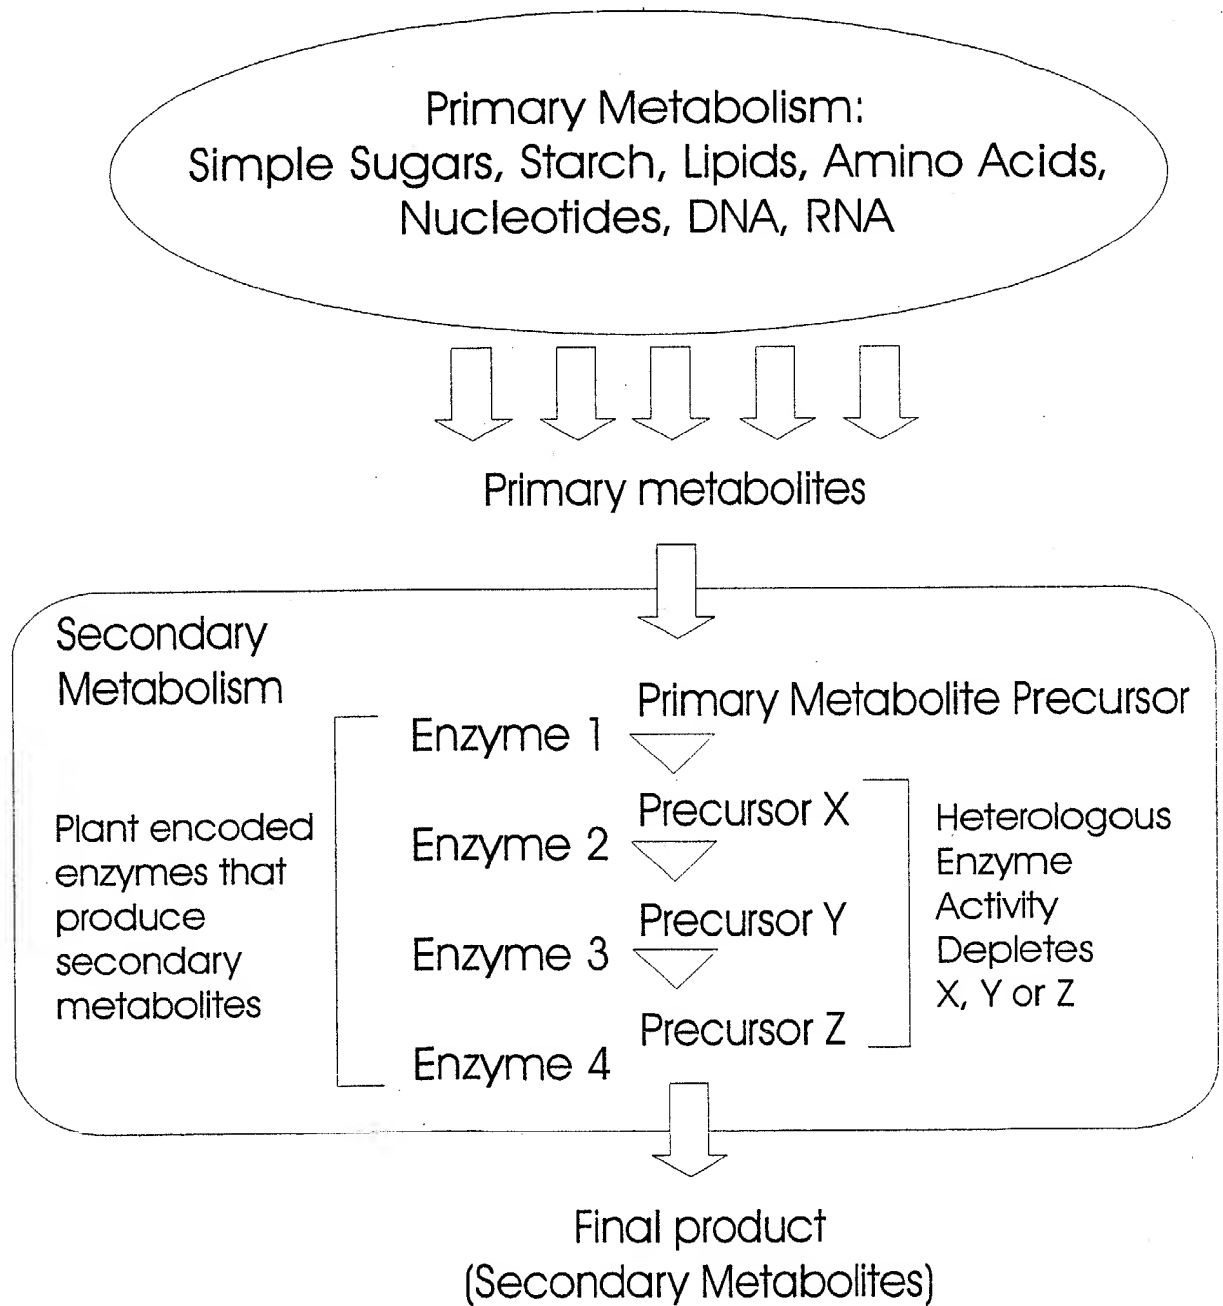 Primary Metabolism:
Simple Sugars, Starch, Lipids, Amino Acids,
Nucleotides, DNA, RNA
Primary metabolites
Secondary
Metabolism
Primary Metabolite Precursor
Enzyme 1
Precursor X
Enzyme 2
Precursor Y
Enzyme 3
Precursor Z
Enzyme 4
Plant encoded
enzymes that
produce
secondary
metabolites
Heterologous
Enzyme
Activity
Depletes
X, Y or Z
Final product
(Secondary Metabolites)